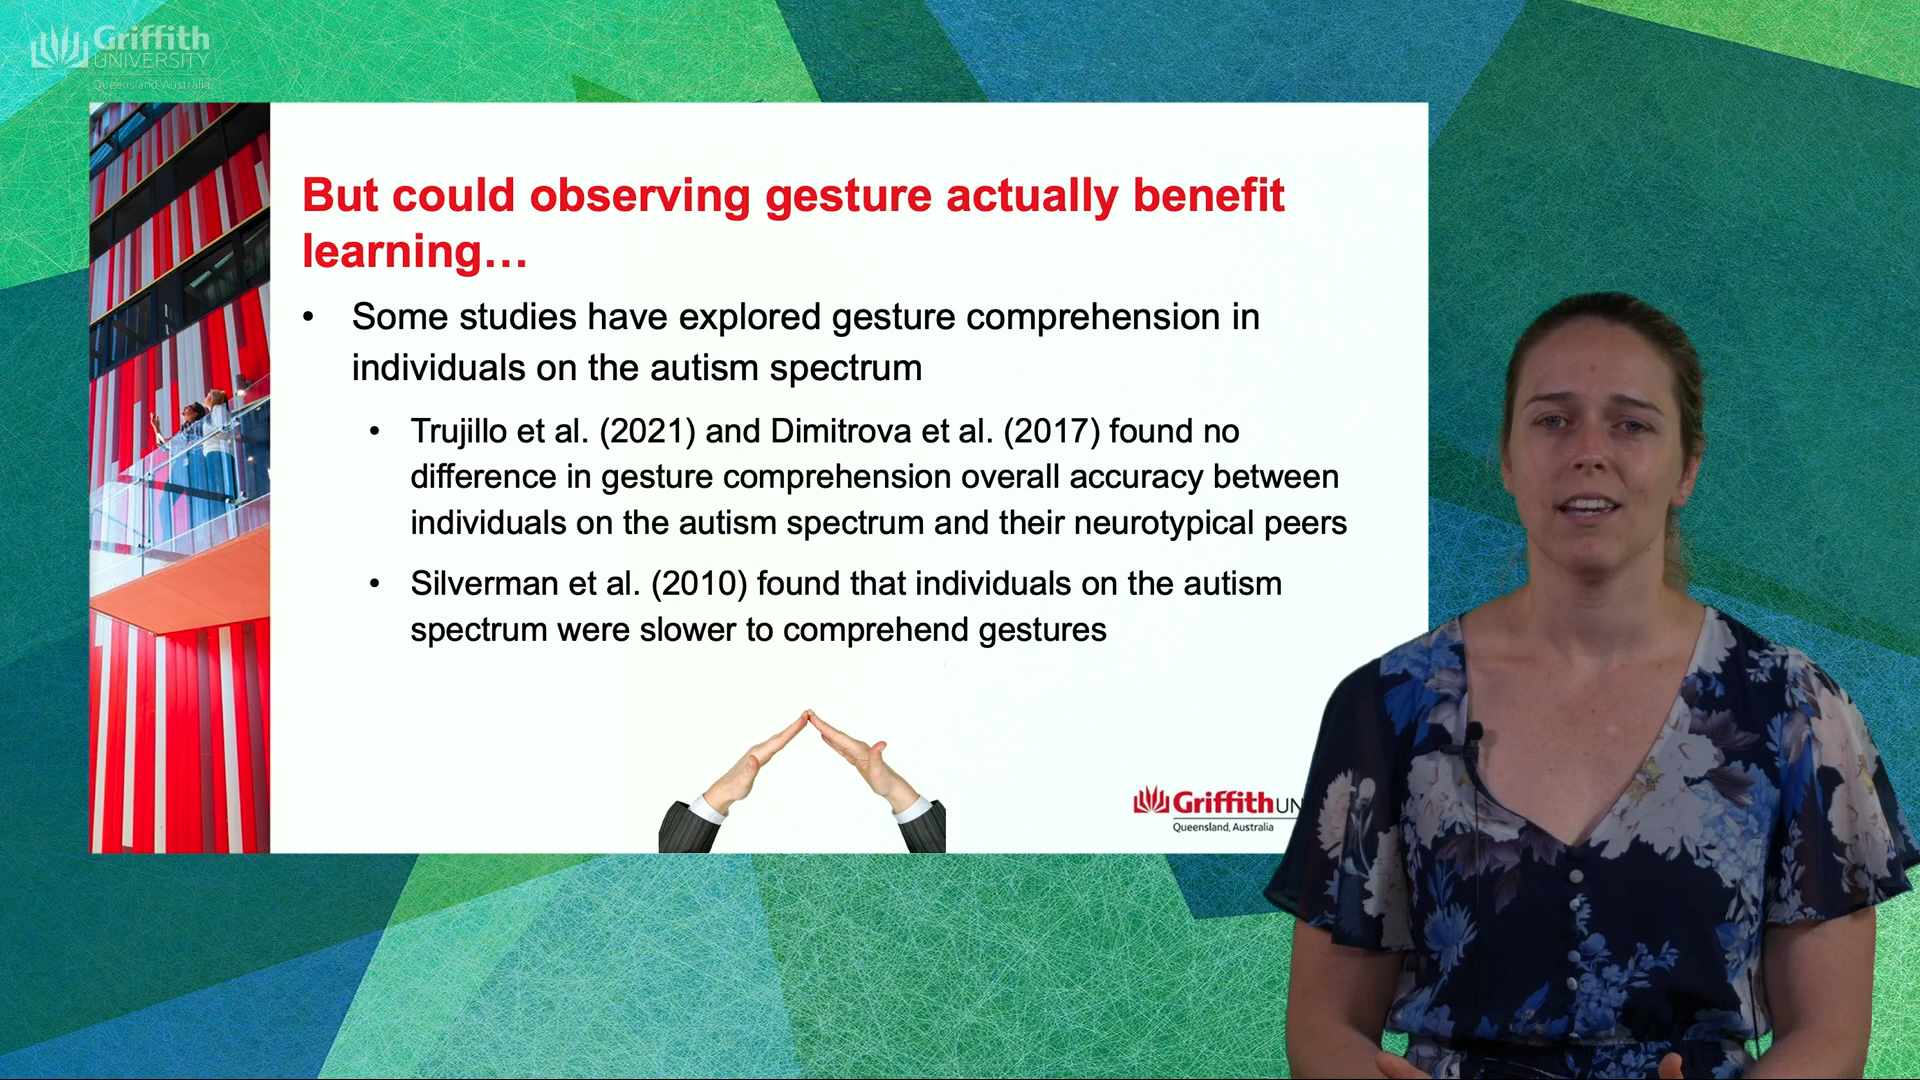 Griffith
UNIVERSITY
Queensland Australia
But could observing gesture actually benefit
learning…
• Some studies have explored gesture comprehension in
individuals on the autism spectrum
• Trujillo et al. (2021) and Dimitrova et al. (2017) found no
difference in gesture comprehension overall accuracy between
individuals on the autism spectrum and their neurotypical peers
• Silverman et al. (2010) found that individuals on the autism
spectrum were slower to comprehend gestures
Griffith UN
Queensland, Australia